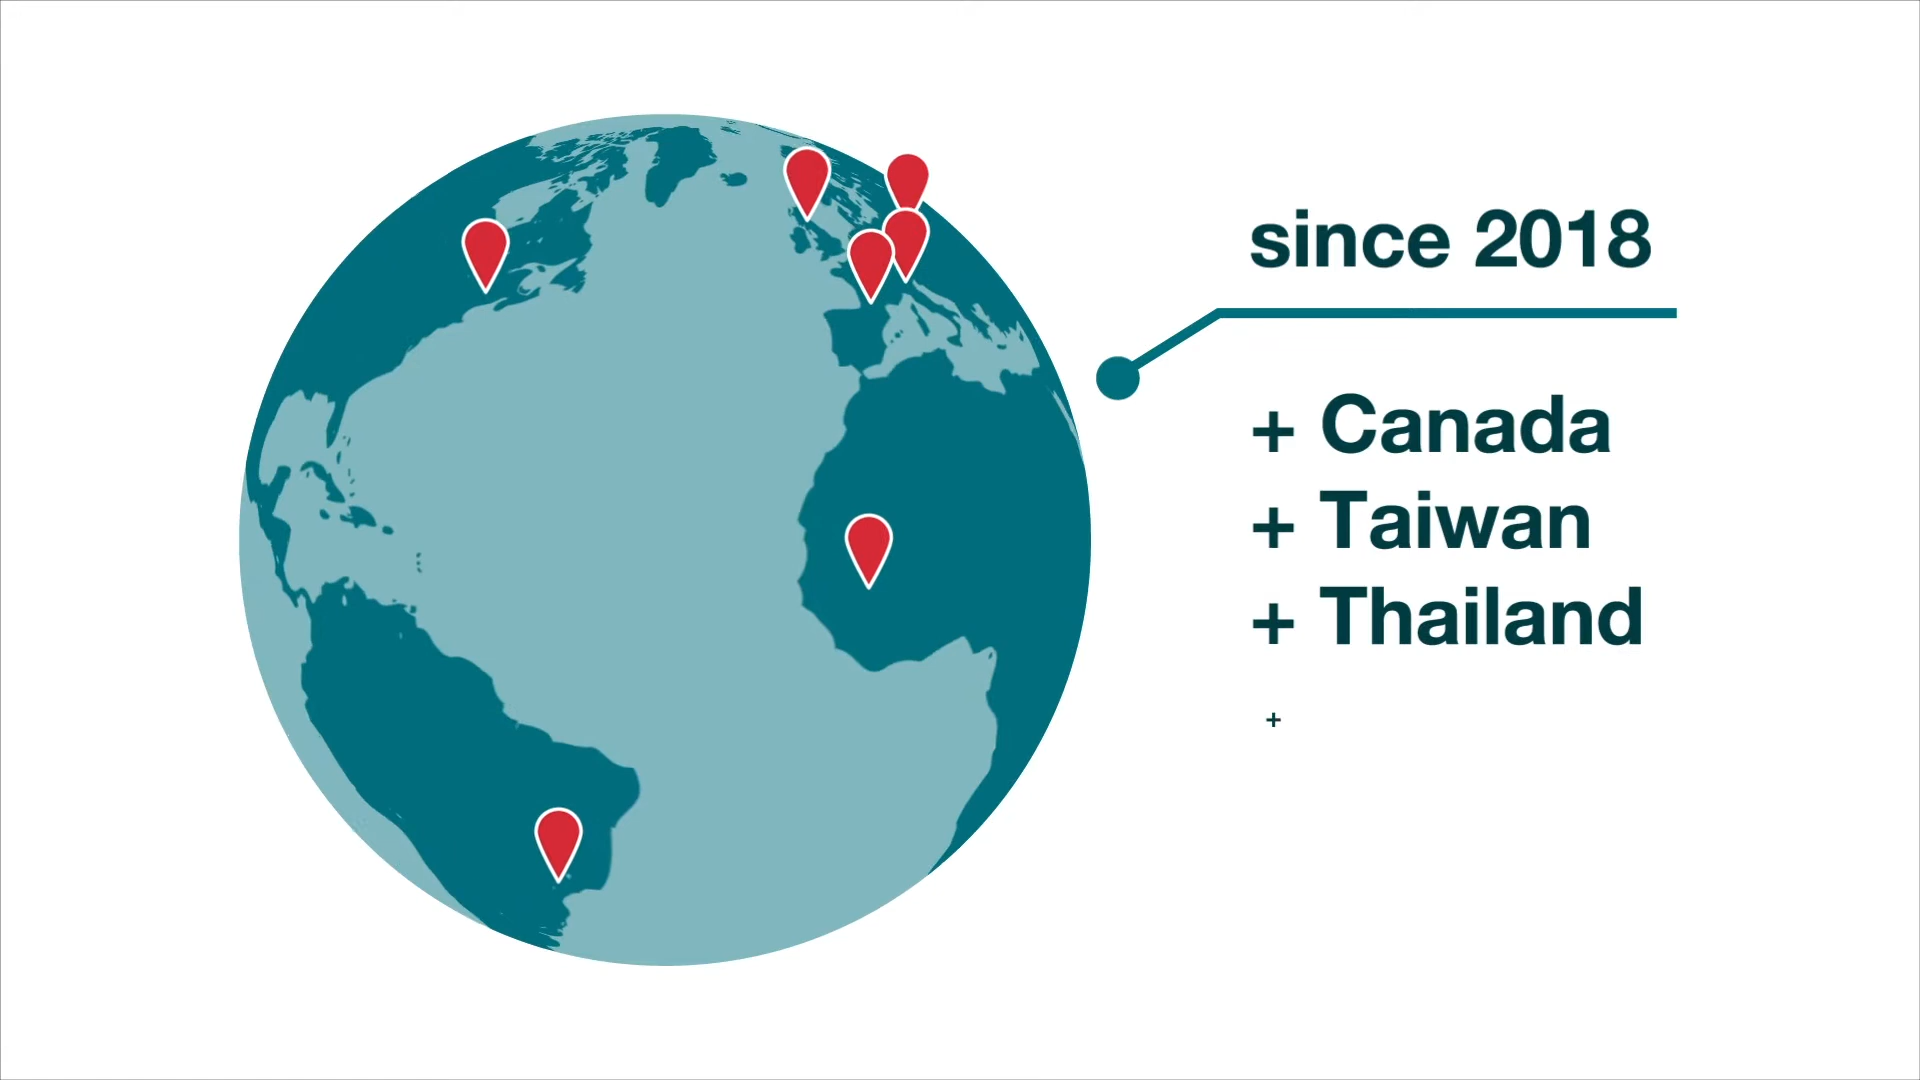 since 2018
+ Canada
+ Taiwan
+ Thailand
+